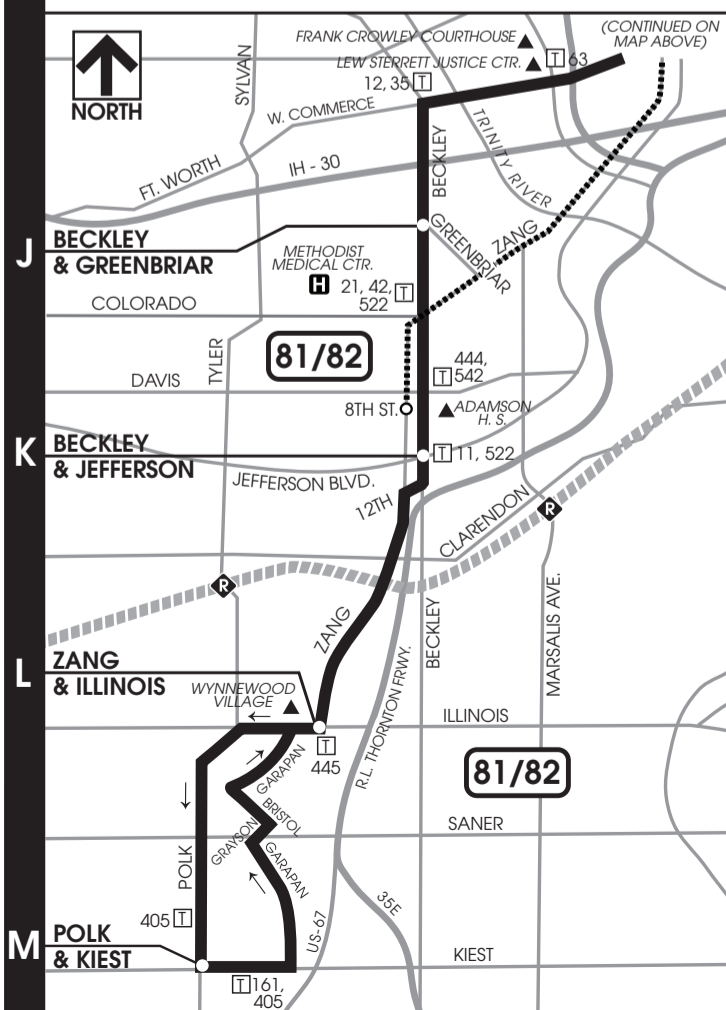 FRANK CROWLEY COURTHOUSE
(CONTINUED ON
MAP ABOVE)
LEW STERRETT JUSTICE CTR.
T 63
12, 35 T
NORTH
SYLVAN
W. COMMERCE
FT. WORTH
IH - 30
BECKLEY
TRINITY RIVER
J
BECKLEY
& GREENBRIAR
GREENBRIAR
ZANG
METHODIST
MEDICAL CTR.
H
21, 42, T
522
COLORADO
81/82
TYLER
444,
T 542
DAVIS
8TH ST.
ADAMSON
H. S.
K
BECKLEY
& JEFFERSON
T 11, 522
JEFFERSON BLVD.
12TH
CLARENDON
R
R
ZANG
BECKLEY
MARSALIS AVE.
L
ZANG
& ILLINOIS
WYNNEWOOD
VILLAGE
ILLINOIS
T
445
R.L. THORNTON FRWY.
81/82
GARAPAN
BRISTOL
GRAYSON
GARAPAN
SANER
POLK
35E
US-67
405 T
M
POLK
& KIEST
KIEST
T 161,
405